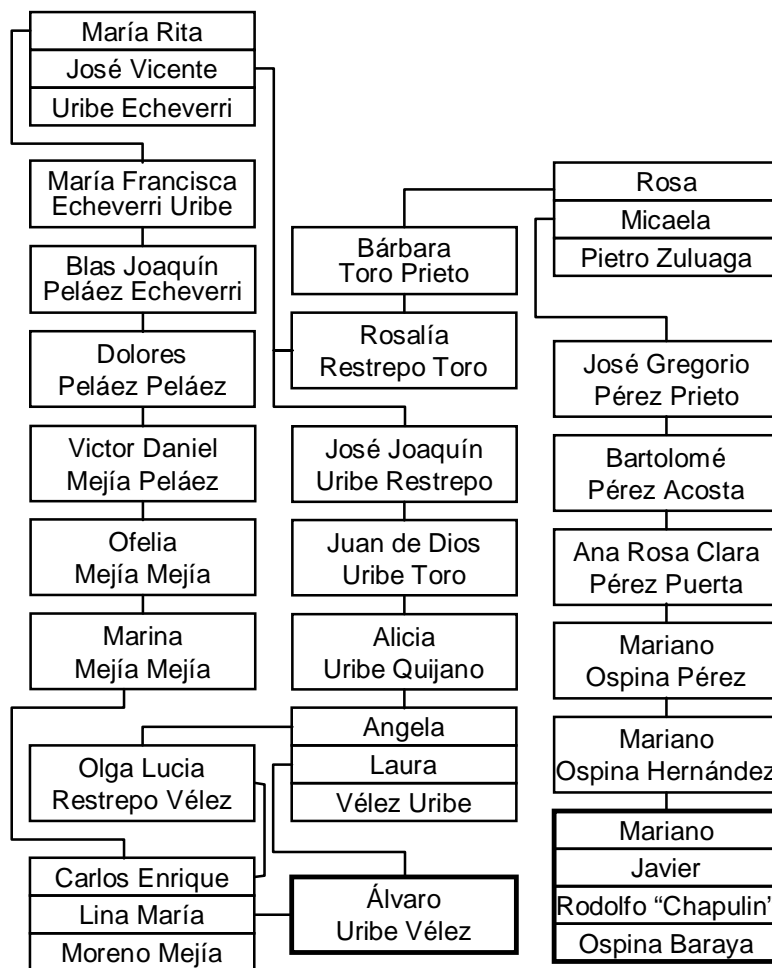 María Rita
José Vicente
Uribe Echeverri
María Francisca
Echeverri Uribe
Blas Joaquín
Peláez Echeverri
Dolores
Peláez Peláez
Victor Daniel
Mejía Peláez
Ofelia
Mejía Mejía
Marina
Mejía Mejía
Olga Lucia
Restrepo Vélez
Carlos Enrique
Lina María
Moreno Mejía
Bárbara
Toro Prieto
Rosalía
Restrepo Toro
José Joaquín
Uribe Restrepo
Juan de Dios
Uribe Toro
Alicia
Uribe Quijano
Angela
Laura
Vélez Uribe
Álvaro
Uribe Vélez
Rosa
Micaela
Pietro Zuluaga
José Gregorio
Pérez Prieto
Bartolomé
Pérez Acosta
Ana Rosa Clara
Pérez Puerta
Mariano
Ospina Pérez
Mariano
Ospina Hernández
Mariano
Javier
Rodolfo “Chapulin”
Ospina Baraya